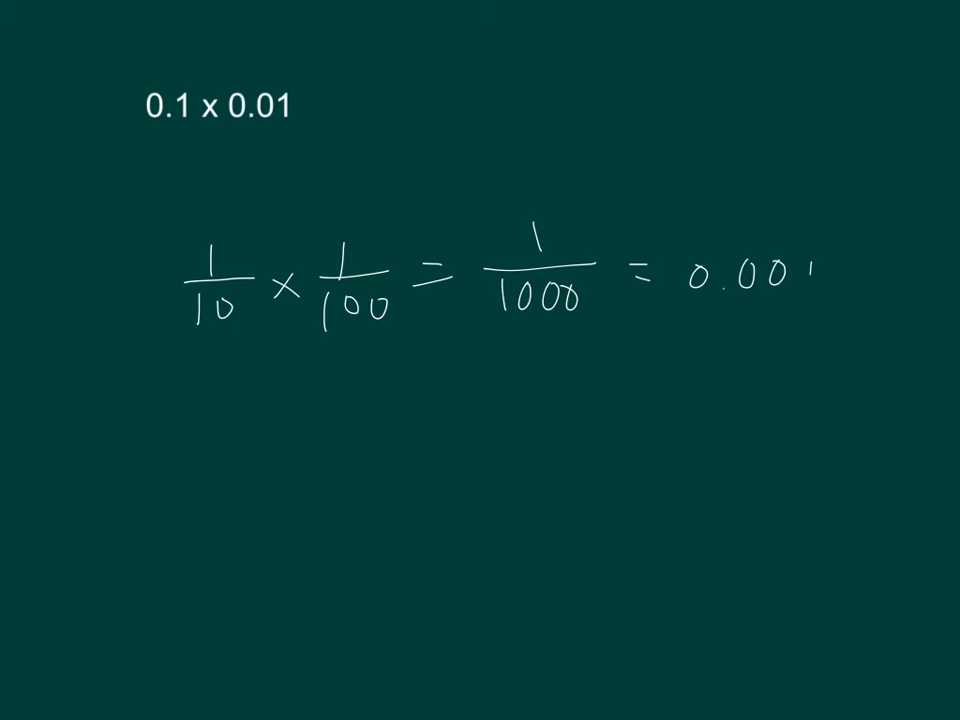 0.1 x 0.01
1/10 × 1/100 = 1/1000 = 0.001